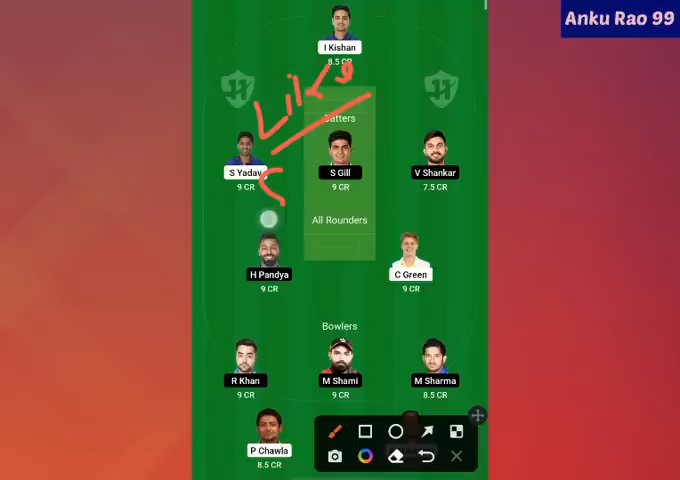 Anku Rao 99
I Kishan
8.5 CR
Like
Batters
S Yadav
S Gill
V Shankar
9 CR
9 CR
7.5 CR
All Rounders
H Pandya
C Green
9 CR
9 CR
Bowlers
R Khan
M Shami
M Sharma
9 CR
9 CR
8.5 CR
P Chawla
8.5 CR